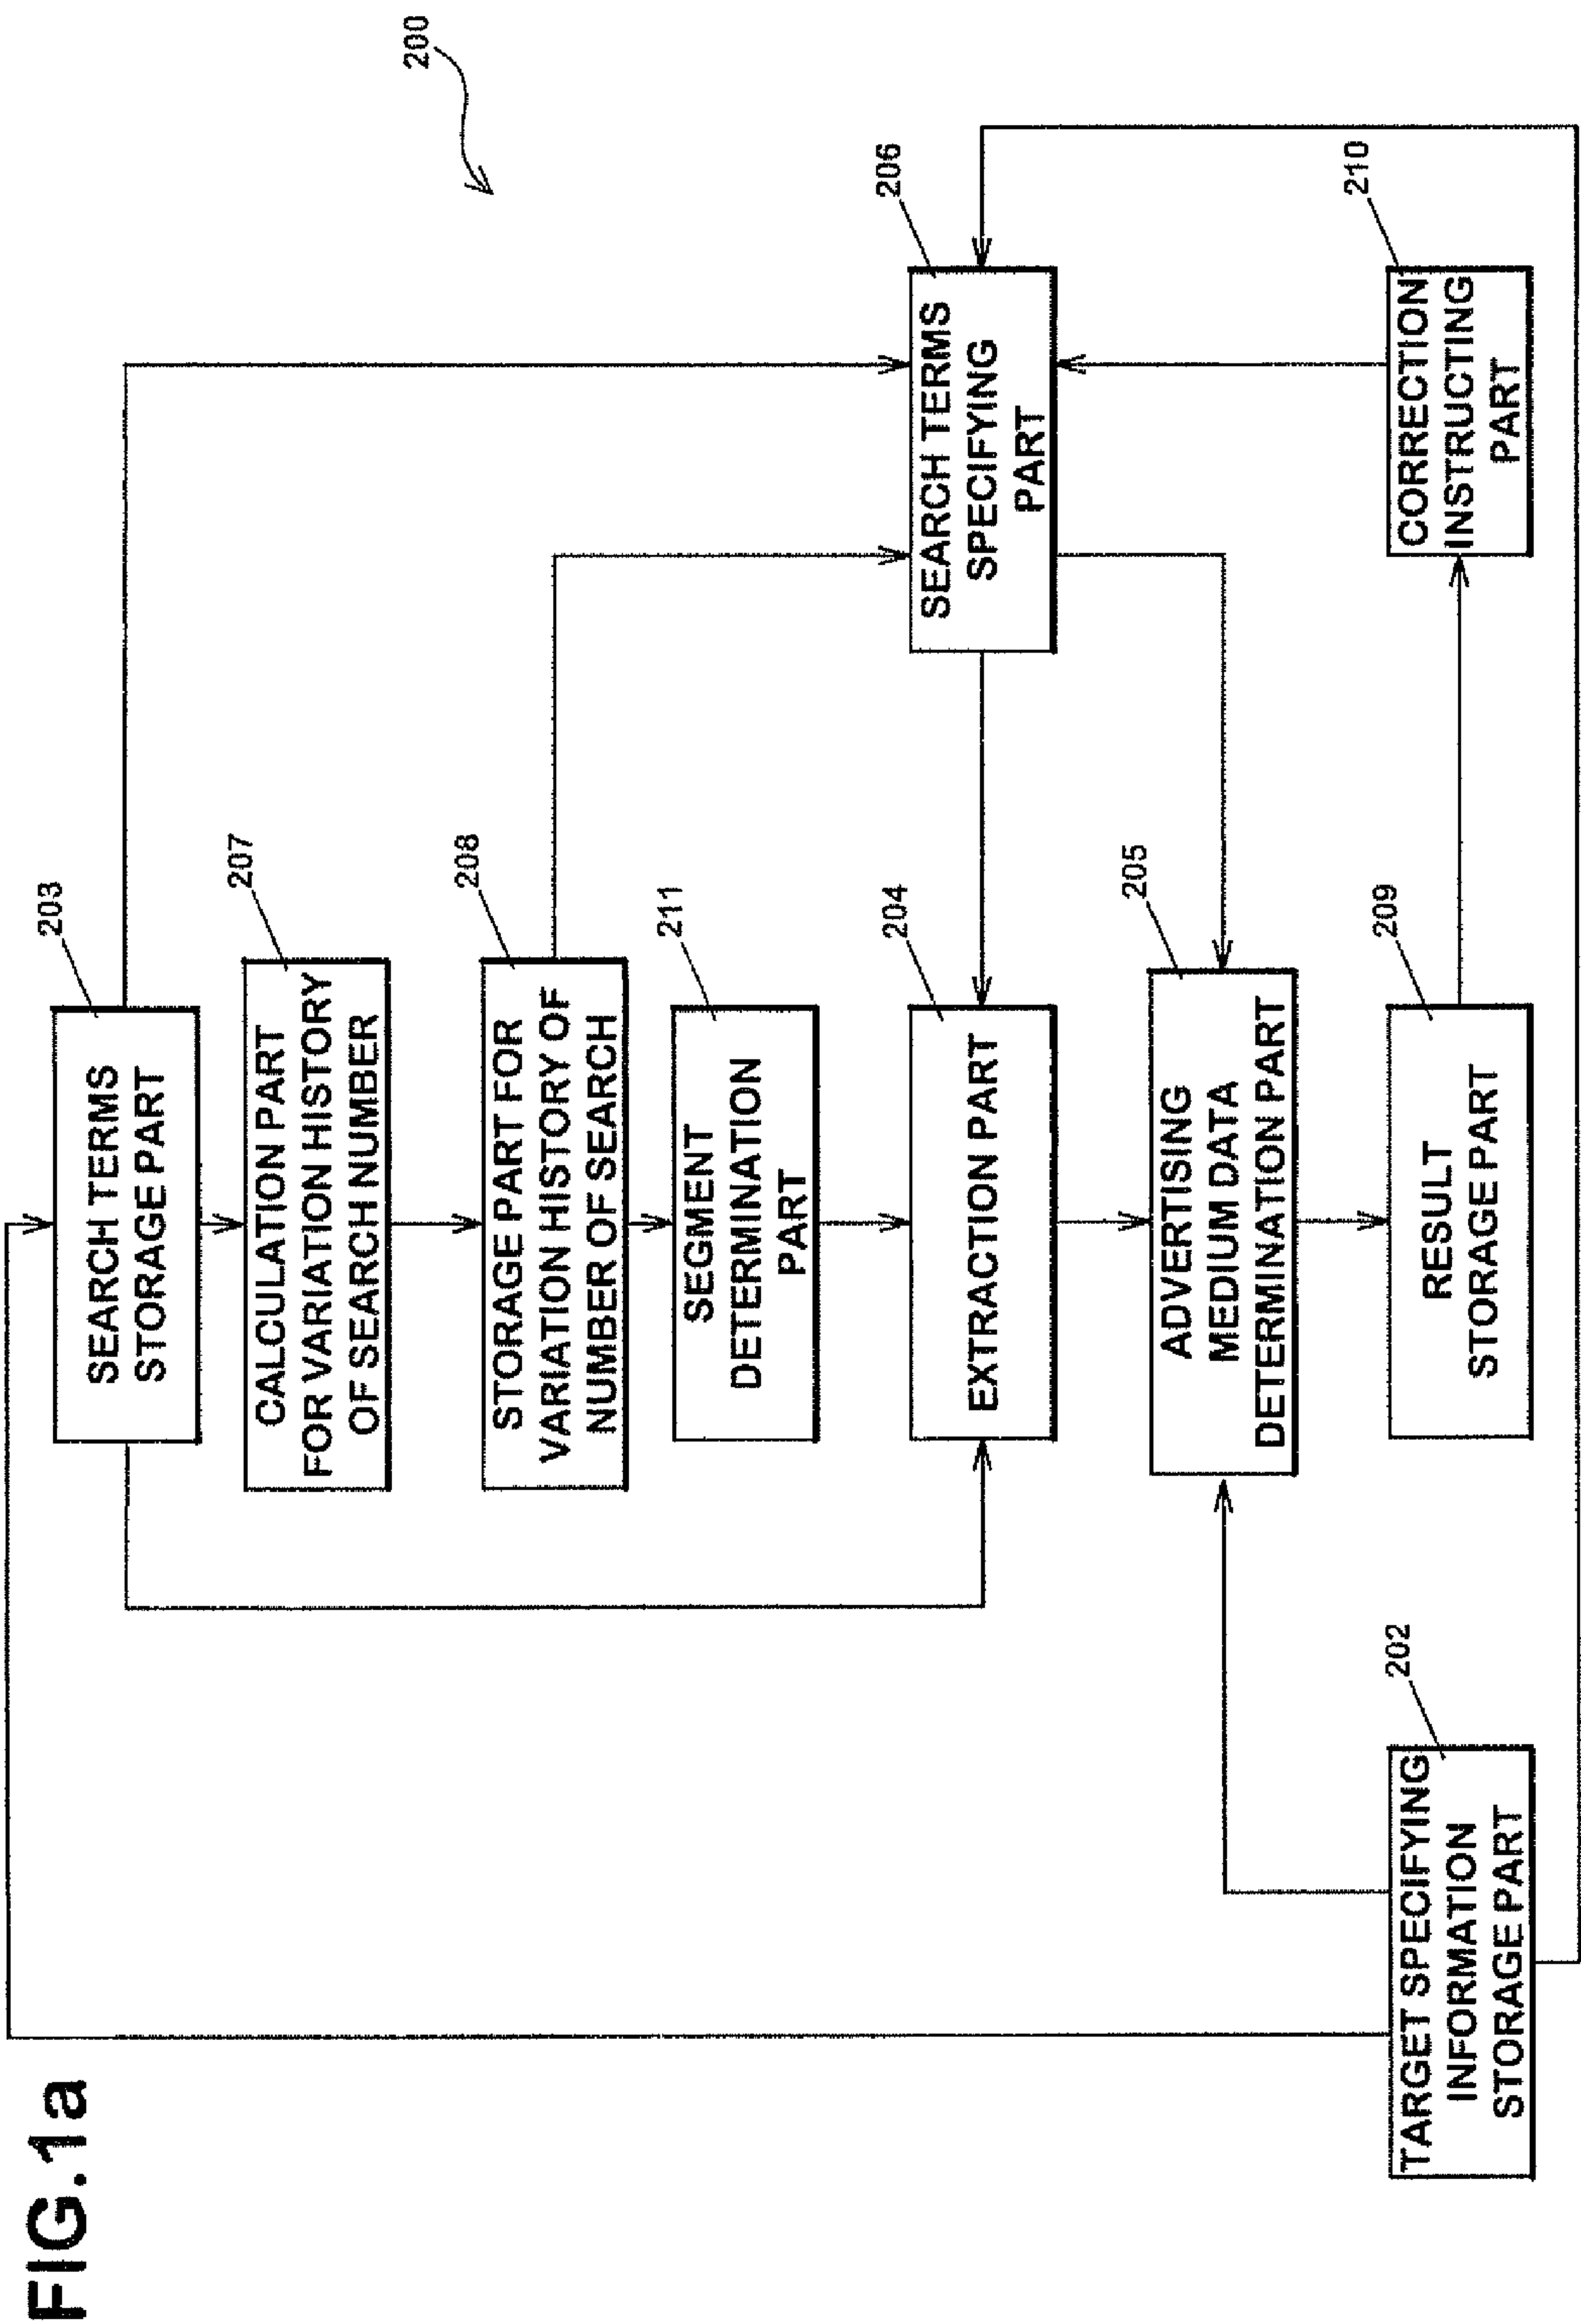 FIG.1a
200
203
SEARCH TERMS
STORAGE PART
207
CALCULATION PART
FOR VARIATION HISTORY
OF SEARCH NUMBER
208
STORAGE PART FOR
VARIATION HISTORY OF
NUMBER OF SEARCH
211
SEGMENT
DETERMINATION
PART
206
SEARCH TERMS
SPECIFYING
PART
204
EXTRACTION PART
205
ADVERTISING
MEDIUM DATA
DETERMINATION PART
202
TARGET SPECIFYING
INFORMATION
STORAGE PART
209
RESULT
STORAGE PART
210
CORRECTION
INSTRUCTING
PART